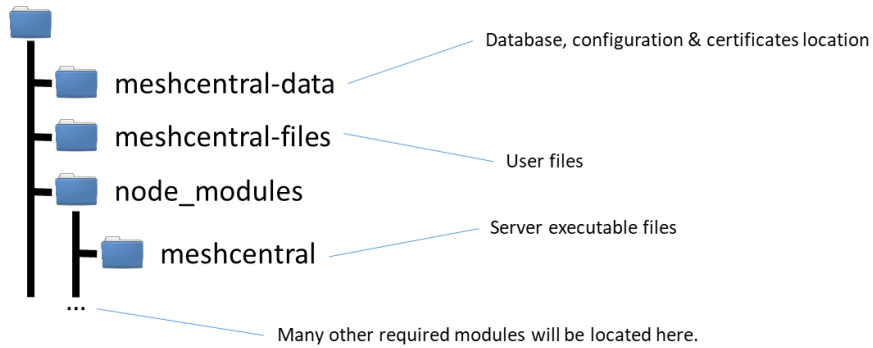 Database, configuration & certificates location
meshcentral-data
meshcentral-files
User files
node_modules
Server executable files
meshcentral
...
Many other required modules will be located here.